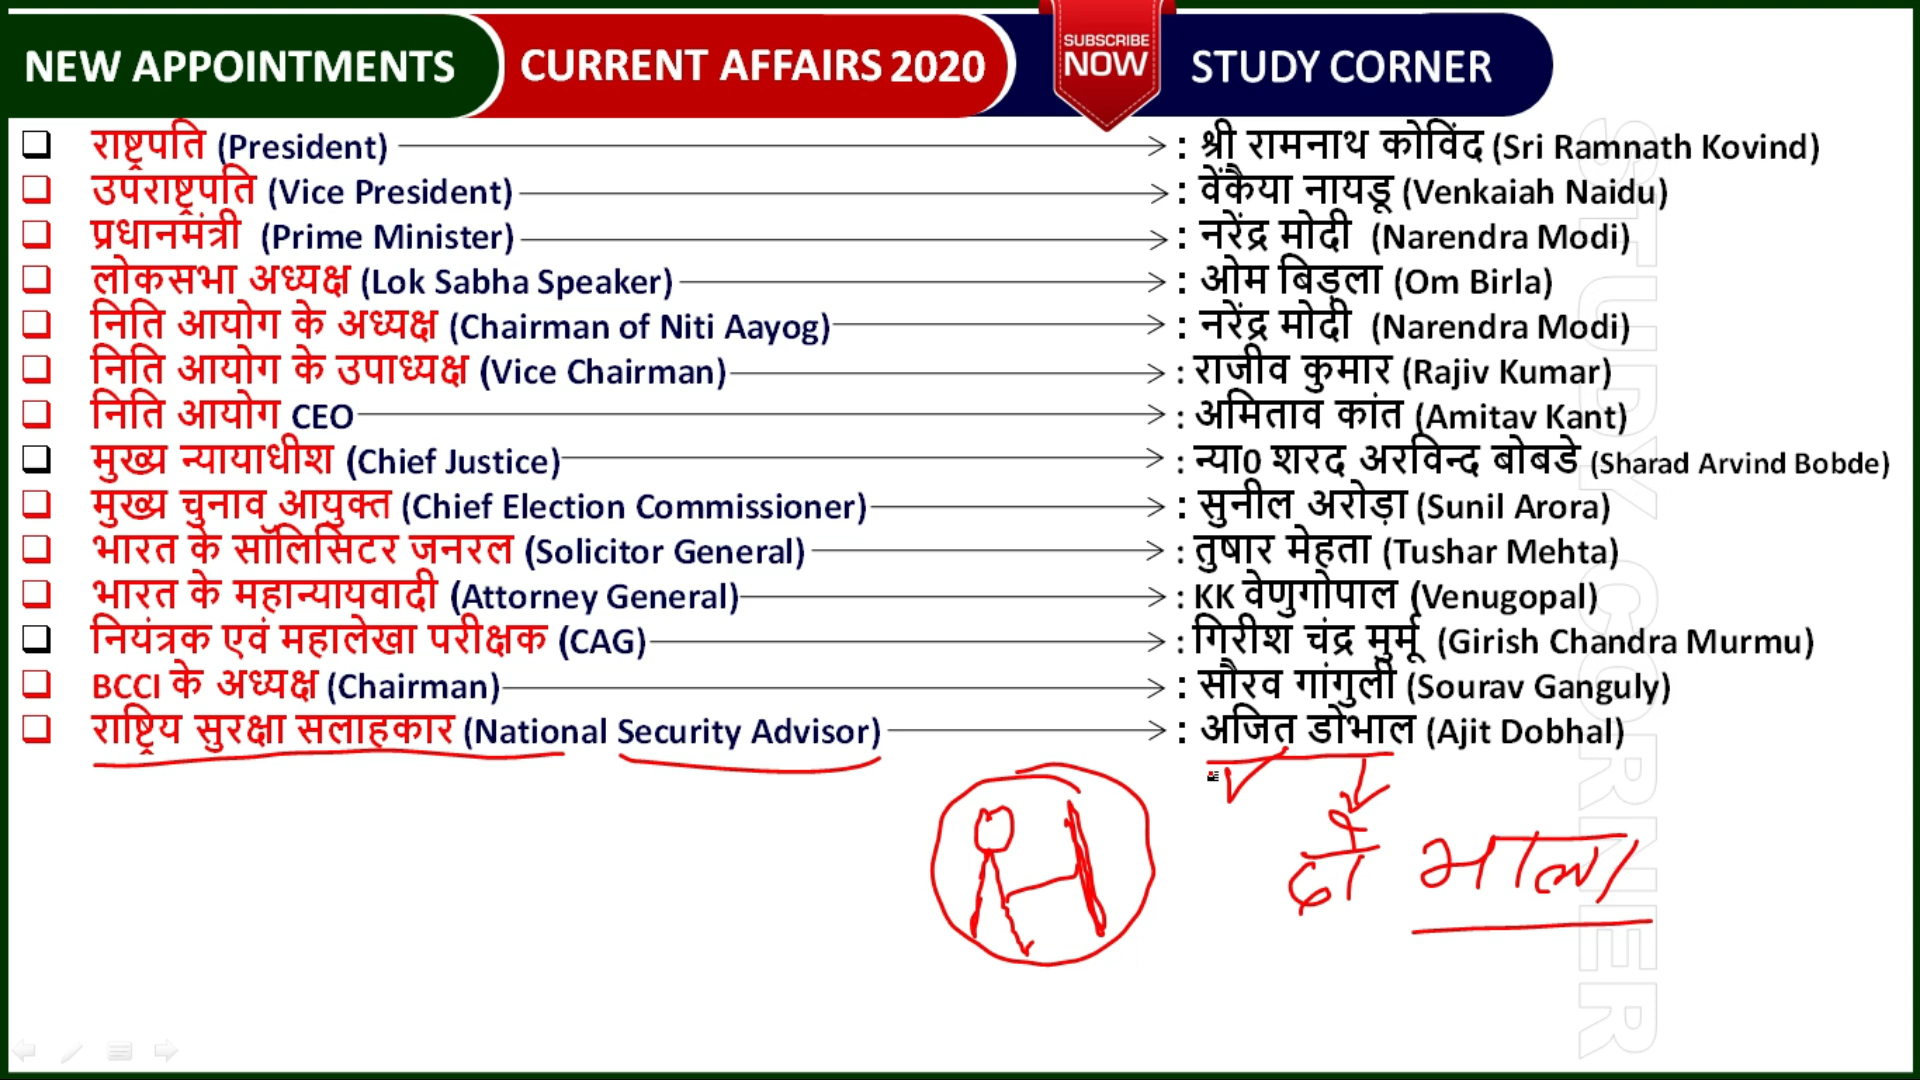 NEW APPOINTMENTS CURRENT AFFAIRS 2020 SUBSCRIBE NOW STUDY CORNER
राष्ट्रपति (President) : श्री रामनाथ कोविंद (Sri Ramnath Kovind)
उपराष्ट्रपति (Vice President) : वेंकैया नायडू (Venkaiah Naidu)
प्रधानमंत्री (Prime Minister) : नरेंद्र मोदी (Narendra Modi)
लोकसभा अध्यक्ष (Lok Sabha Speaker) : ओम बिड़ला (Om Birla)
निति आयोग के अध्यक्ष (Chairman of Niti Aayog) : नरेंद्र मोदी (Narendra Modi)
निति आयोग के उपाध्यक्ष (Vice Chairman) : राजीव कुमार (Rajiv Kumar)
निति आयोग CEO : अमिताव कांत (Amitav Kant)
मुख्य न्यायाधीश (Chief Justice) : न्या0 शरद अरविन्द बोबडे (Sharad Arvind Bobde)
मुख्य चुनाव आयुक्त (Chief Election Commissioner) : सुनील अरोड़ा (Sunil Arora)
भारत के सॉलिसिटर जनरल (Solicitor General) : तुषार मेहता (Tushar Mehta)
भारत के महान्यायवादी (Attorney General) : KK वेणुगोपाल (Venugopal)
नियंत्रक एवं महालेखा परीक्षक (CAG) : गिरीश चंद्र मुर्मू (Girish Chandra Murmu)
BCCI के अध्यक्ष (Chairman) : सौरव गांगुली (Sourav Ganguly)
राष्ट्रिय सुरक्षा सलाहकार (National Security Advisor) : अजित डोभाल (Ajit Dobhal)
दो भाला
STUDY CORNER